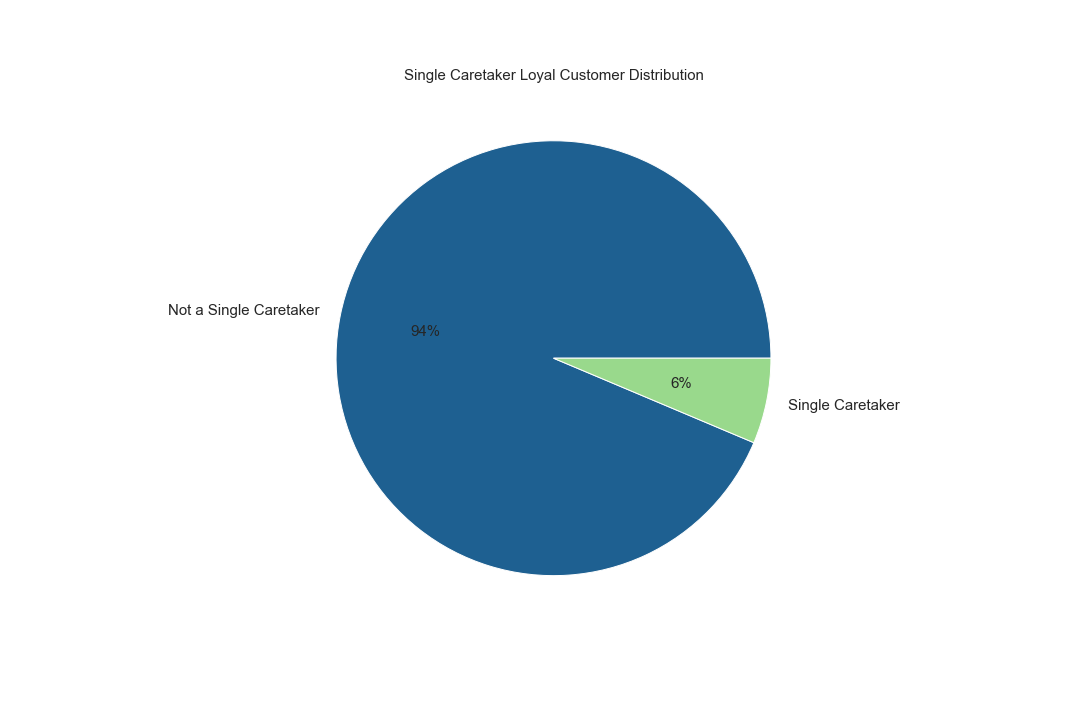 Single Caretaker Loyal Customer Distribution
Not a Single Caretaker
94%
6%
Single Caretaker